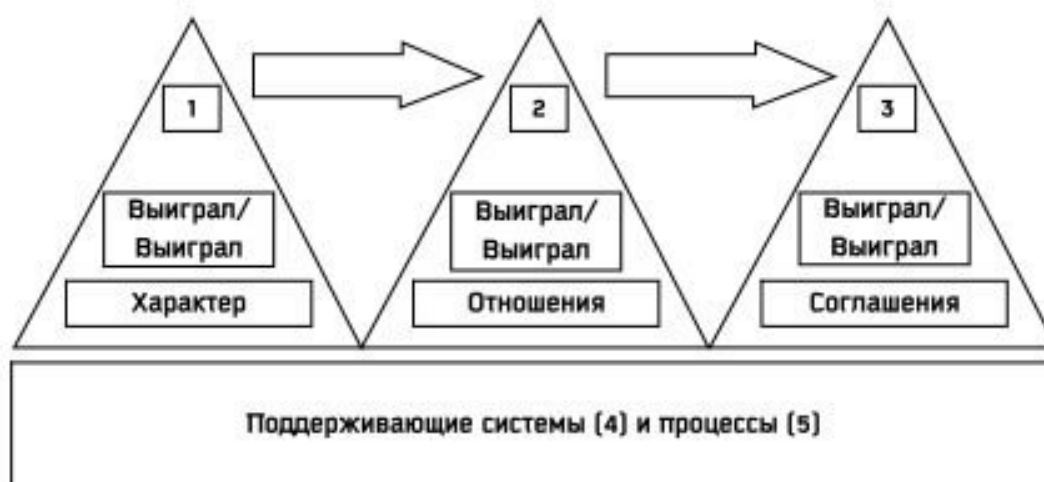 1
2
3
Выиграл/
Выиграл
Выиграл/
Выиграл
Выиграл/
Выиграл
Характер
Отношения
Соглашения
Поддерживающие системы (4) и процессы (5)